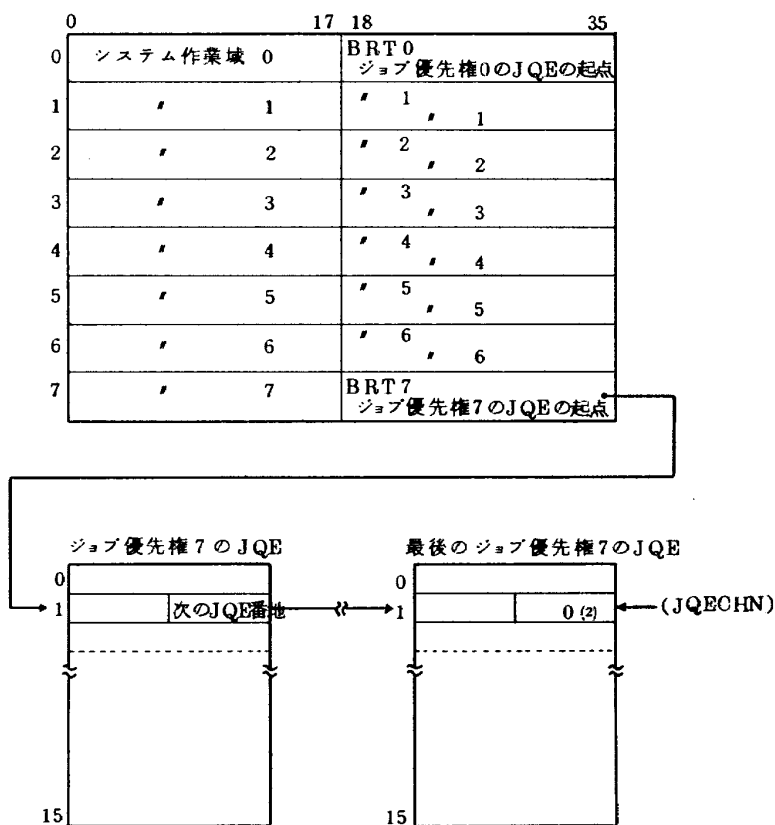 0 17 18 35
0 システム作業域 0 BRT0
ジョブ優先権0のJQEの起点
1 〃 1 〃 1
〃 1
2 〃 2 〃 2
〃 2
3 〃 3 〃 3
〃 3
4 〃 4 〃 4
〃 4
5 〃 5 〃 5
〃 5
6 〃 6 〃 6
〃 6
7 〃 7 BRT7
ジョブ優先権7のJQEの起点
ジョブ優先権7のJQE 最後のジョブ優先権7のJQE
0 0
1 次のJQE番地 1 0(2) (JQECHN)
15 15